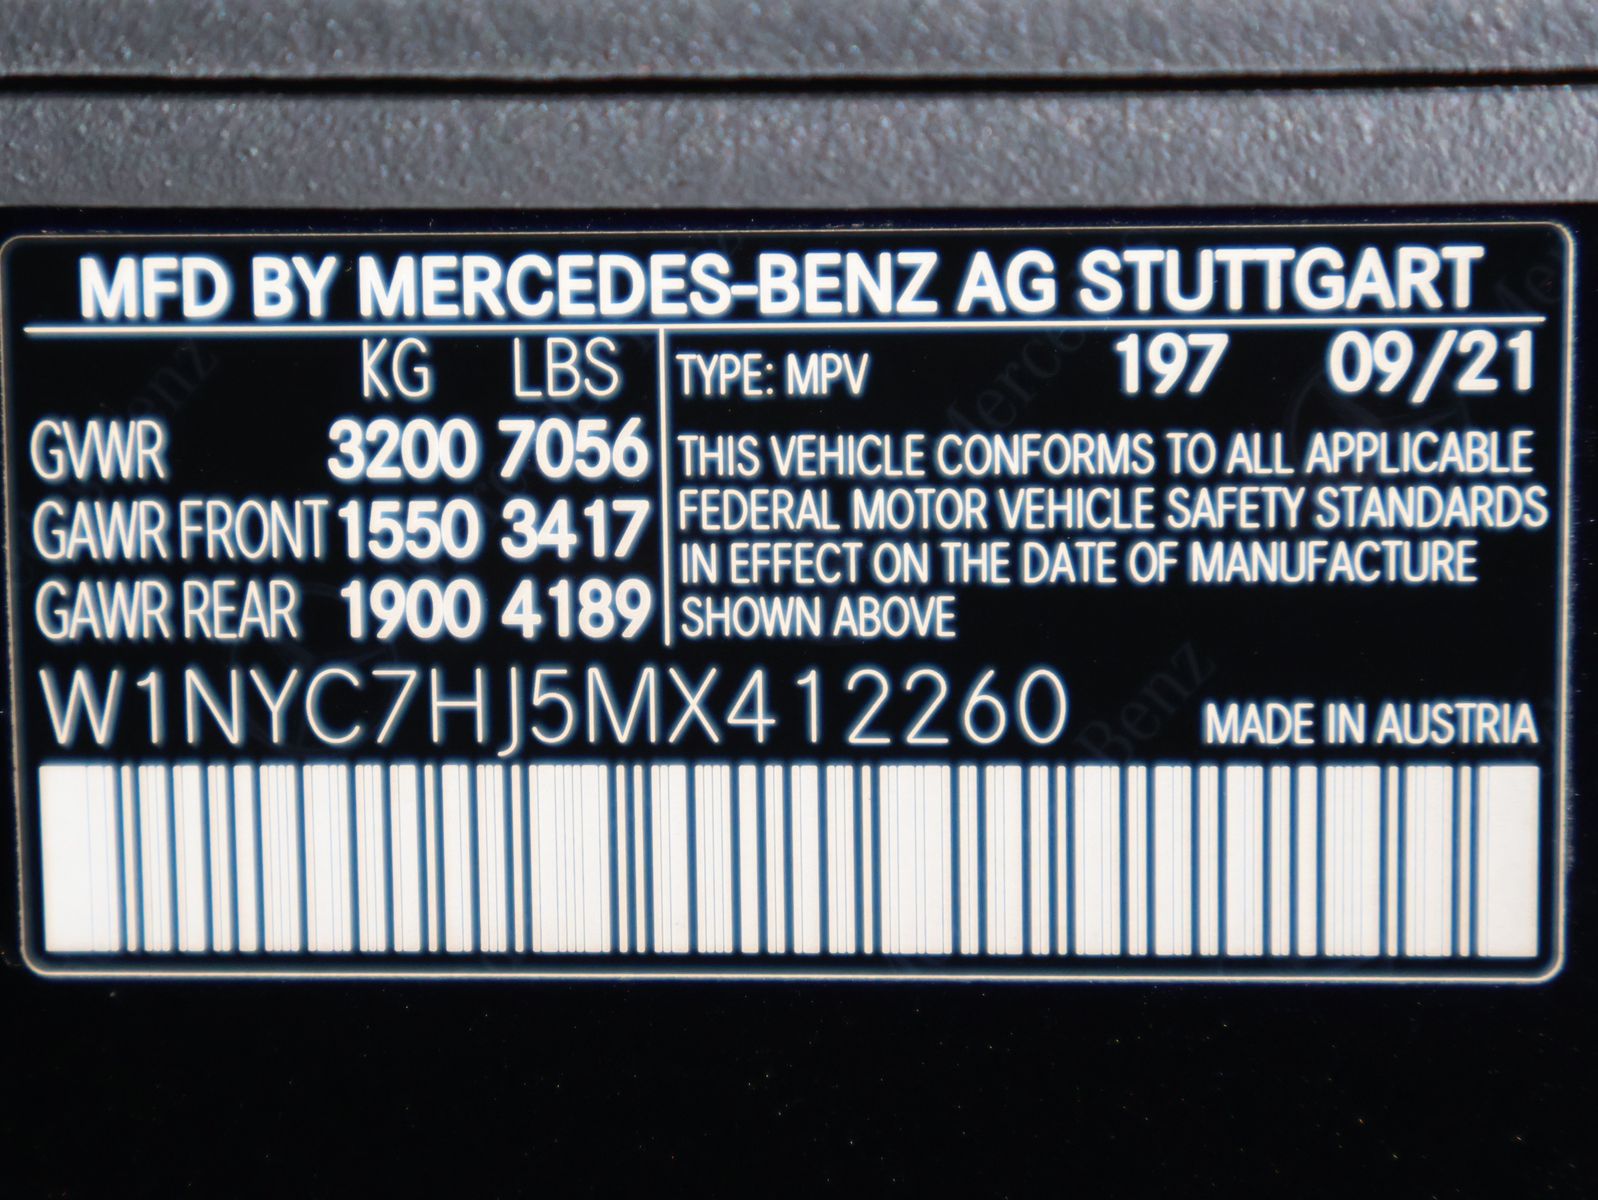 MFD BY MERCEDES-BENZ AG STUTTGART
KG LBS
GVWR 3200 7056
GAWR FRONT 1550 3417
GAWR REAR 1900 4189
TYPE: MPV 197 09/21
THIS VEHICLE CONFORMS TO ALL APPLICABLE
FEDERAL MOTOR VEHICLE SAFETY STANDARDS
IN EFFECT ON THE DATE OF MANUFACTURE
SHOWN ABOVE
W1NYC7HJ5MX412260
MADE IN AUSTRIA